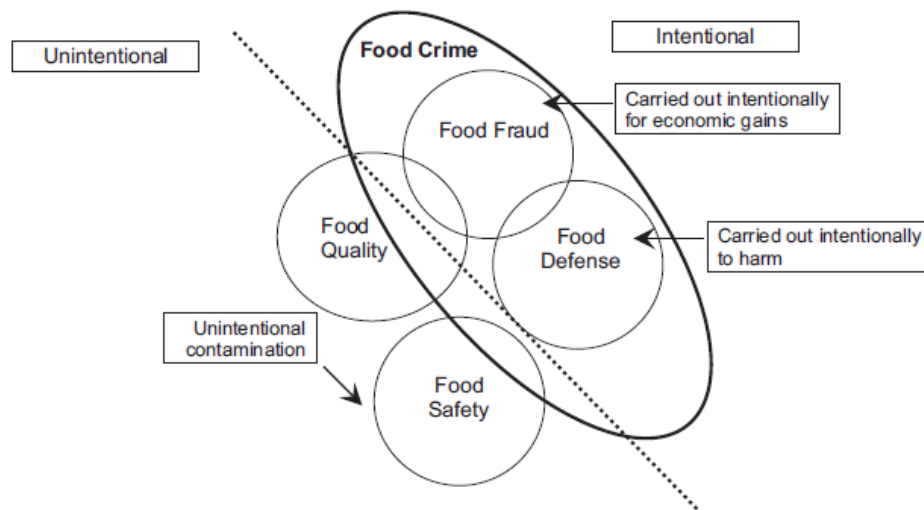 Unintentional
Intentional
Food Crime
Carried out intentionally
for economic gains
Food Fraud
Food
Quality
Food
Defense
Carried out intentionally
to harm
Unintentional
contamination
Food
Safety